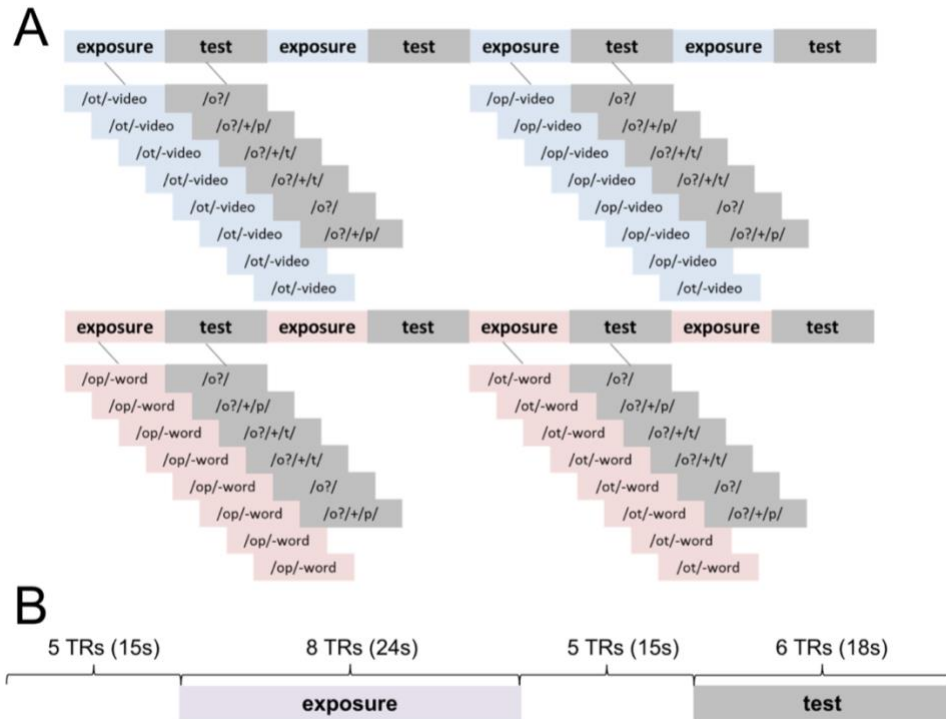 A
exposure test exposure test exposure test exposure test
/ot/-video /o?/ /op/-video /o?/
/ot/-video /o?/+/p/ /op/-video /o?/+/p/
/ot/-video /o?/+/t/ /op/-video /o?/+/t/
/ot/-video /o?/+/t/ /op/-video /o?/+/t/
/ot/-video /o?/ /op/-video /o?/
/ot/-video /o?/+/p/ /op/-video /o?/+/p/
/ot/-video /op/-video
/ot/-video /ot/-video
exposure test exposure test exposure test exposure test
/op/-word /o?/ /ot/-word /o?/
/op/-word /o?/+/p/ /ot/-word /o?/+/p/
/op/-word /o?/+/t/ /ot/-word /o?/+/t/
/op/-word /o?/+/t/ /ot/-word /o?/+/t/
/op/-word /o?/ /ot/-word /o?/
/op/-word /o?/+/p/ /ot/-word /o?/+/p/
/op/-word /ot/-word
/op/-word /ot/-word
B
5 TRs (15s) 8 TRs (24s) 5 TRs (15s) 6 TRs (18s)
exposure test